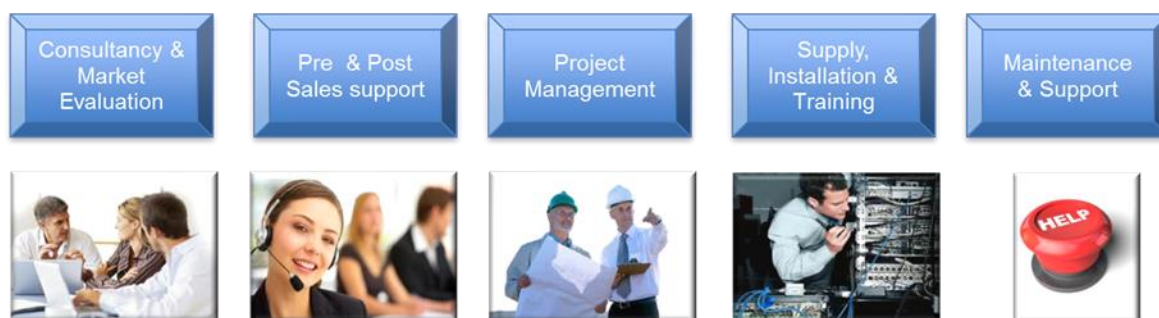 Consultancy &
Market
Evaluation
Pre & Post
Sales support
Project
Management
Supply,
Installation &
Training
Maintenance
& Support
HELP